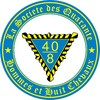 La Societe des Quarante
40
8
Hommes et Huit Chevaux